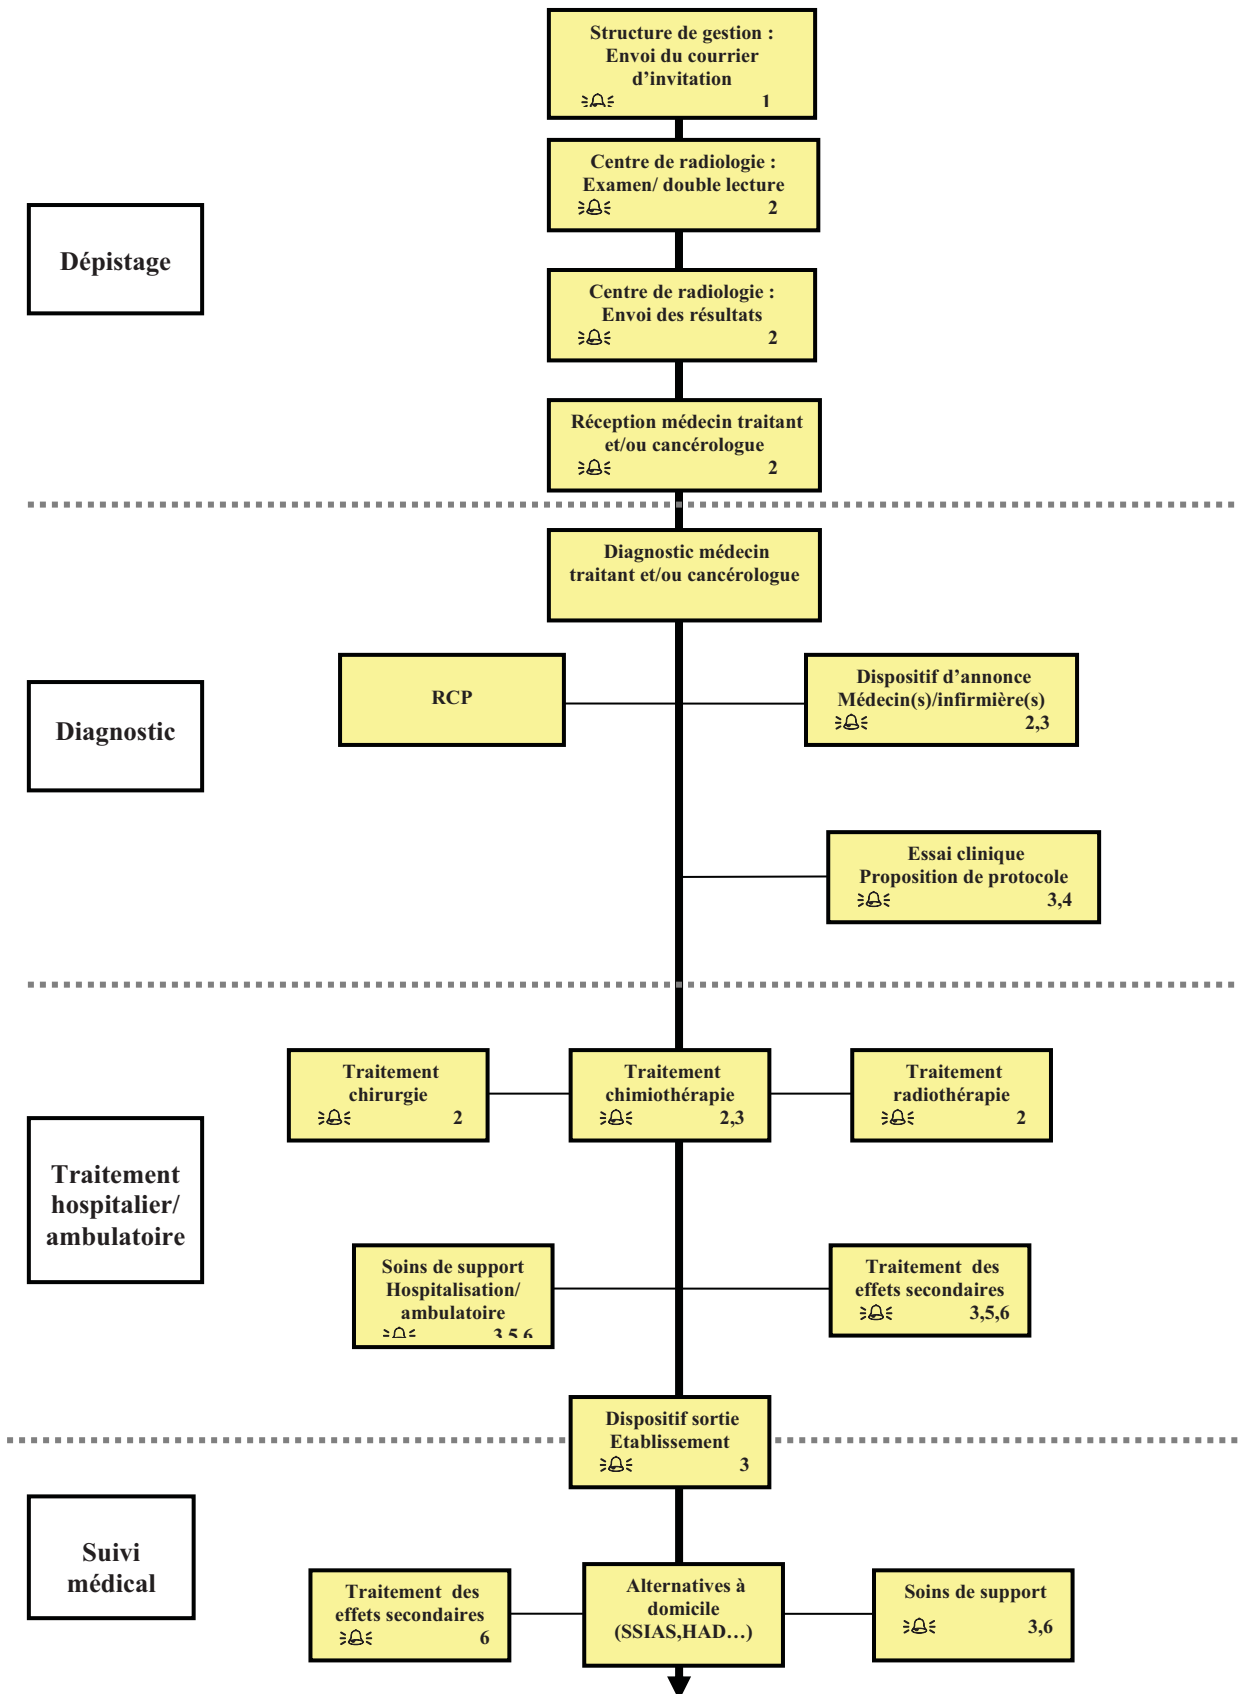 Structure de gestion :
Envoi du courrier
d’invitation
1
Centre de radiologie :
Examen/ double lecture
2
Dépistage
Centre de radiologie :
Envoi des résultats
2
Réception médecin traitant
et/ou cancérologue
2
Diagnostic médecin
traitant et/ou cancérologue
Diagnostic
RCP
Dispositif d’annonce
Médecin(s)/infirmière(s)
2,3
Essai clinique
Proposition de protocole
3,4
Traitement
hospitalier/
ambulatoire
Traitement
chirurgie
2
Traitement
chimiothérapie
2,3
Traitement
radiothérapie
2
Soins de support
Hospitalisation/
ambulatoire
3,5,6
Traitement des
effets secondaires
3,5,6
Dispositif sortie
Etablissement
3
Suivi
médical
Traitement des
effets secondaires
6
Alternatives à
domicile
(SSIAS,HAD…)
Soins de support
3,6